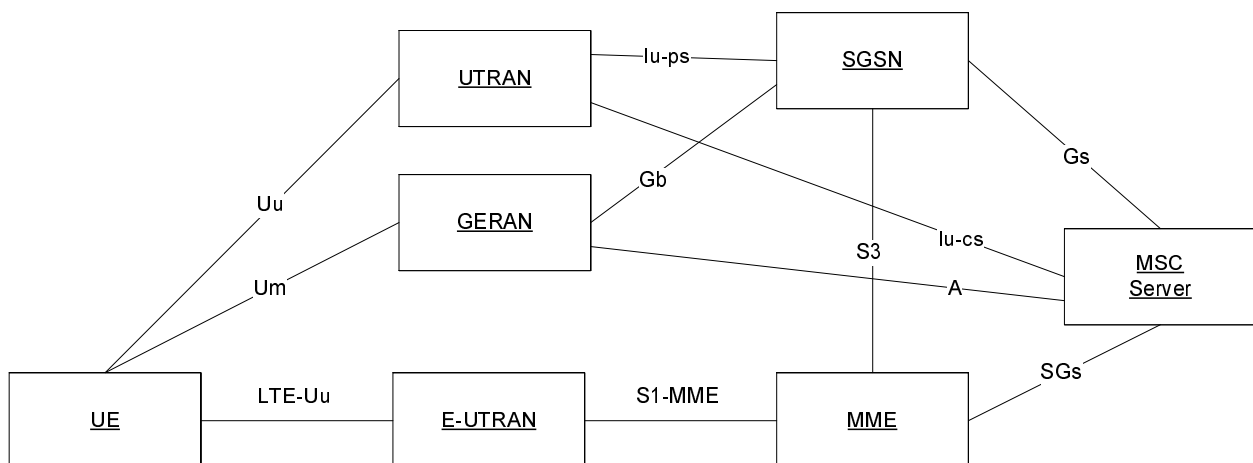 SGSN
Iu-ps
UTRAN
Gs
Gb
Uu
GERAN
Iu-cs
S3
MSC
Server
Um
A
SGs
LTE-Uu
S1-MME
UE
E-UTRAN
MME